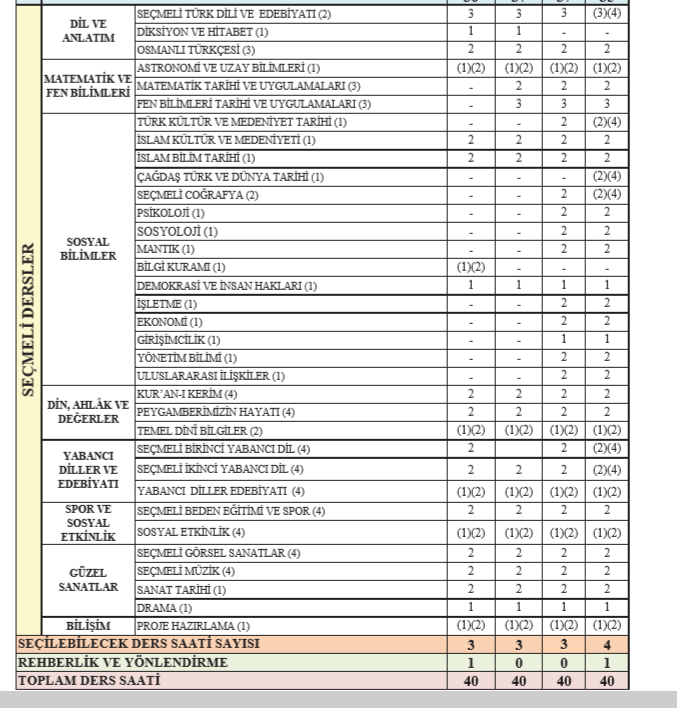 DİL VE ANLATIM
SEÇMELİ TÜRK DİLİ VE EDEBİYATI (2) 3 3 3 (3)(4)
DİKSİYON VE HİTABET (1) 1 1 - -
OSMANLI TÜRKÇESİ (3) 2 2 2 2
MATEMATİK VE FEN BİLİMLERİ
ASTRONOMİ VE UZAY BİLİMLERİ (1) (1)(2) (1)(2) (1)(2) (1)(2)
MATEMATİK TARİHİ VE UYGULAMALARI (3) - 2 2 2
FEN BİLİMLERİ TARİHİ VE UYGULAMALARI (3) - 3 3 3
SEÇMELİ DERSLER
SOSYAL BİLİMLER
TÜRK KÜLTÜR VE MEDENİYET TARİHİ (1) - - 2 (2)(4)
İSLAM KÜLTÜR VE MEDENİYETİ (1) 2 2 2 2
İSLAM BİLİM TARİHİ (1) 2 2 2 2
ÇAĞDAŞ TÜRK VE DÜNYA TARİHİ (1) - - - (2)(4)
SEÇMELİ COĞRAFYA (2) - - 2 (2)(4)
PSİKOLOJİ (1) - - 2 2
SOSYOLOJİ (1) - - 2 2
MANTIK (1) - - 2 2
BİLGİ KURAMI (1) (1)(2) - - -
DEMOKRASİ VE İNSAN HAKLARI (1) 1 1 1 1
İŞLETME (1) - - 2 2
EKONOMİ (1) - - 2 2
GİRİŞİMCİLİK (1) - - 1 1
YÖNETİM BİLİMİ (1) - - 2 2
ULUSLARARASI İLİŞKİLER (1) - - 2 2
DİN, AHLÂK VE DEĞERLER
KUR'AN-I KERİM (4) 2 2 2 2
PEYGAMBERİMİZİN HAYATI (4) 2 2 2 2
TEMEL DİNÎ BİLGİLER (2) (1)(2) (1)(2) (1)(2) (1)(2)
YABANCI DİLLER VE EDEBİYATI
SEÇMELİ BİRİNCİ YABANCI DİL (4) 2 2 (2)(4)
SEÇMELİ İKİNCİ YABANCI DİL (4) 2 2 2 (2)(4)
YABANCI DİLLER EDEBİYATI (4) (1)(2) (1)(2) (1)(2) (1)(2)
SPOR VE SOSYAL ETKİNLİK
SEÇMELİ BEDEN EĞİTİMİ VE SPOR (4) 2 2 2 2
SOSYAL ETKİNLİK (4) (1)(2) (1)(2) (1)(2) (1)(2)
GÜZEL SANATLAR
SEÇMELİ GÖRSEL SANATLAR (4) 2 2 2 2
SEÇMELİ MÜZİK (4) 2 2 2 2
SANAT TARİHİ (1) 2 2 2 2
DRAMA (1) 1 1 1 1
BİLİŞİM
PROJE HAZIRLAMA (1) (1)(2) (1)(2) (1)(2) (1)(2)
SEÇİLEBİLECEK DERS SAATİ SAYISI 3 3 3 4
REHBERLİK VE YÖNLENDİRME 1 0 0 1
TOPLAM DERS SAATİ 40 40 40 40